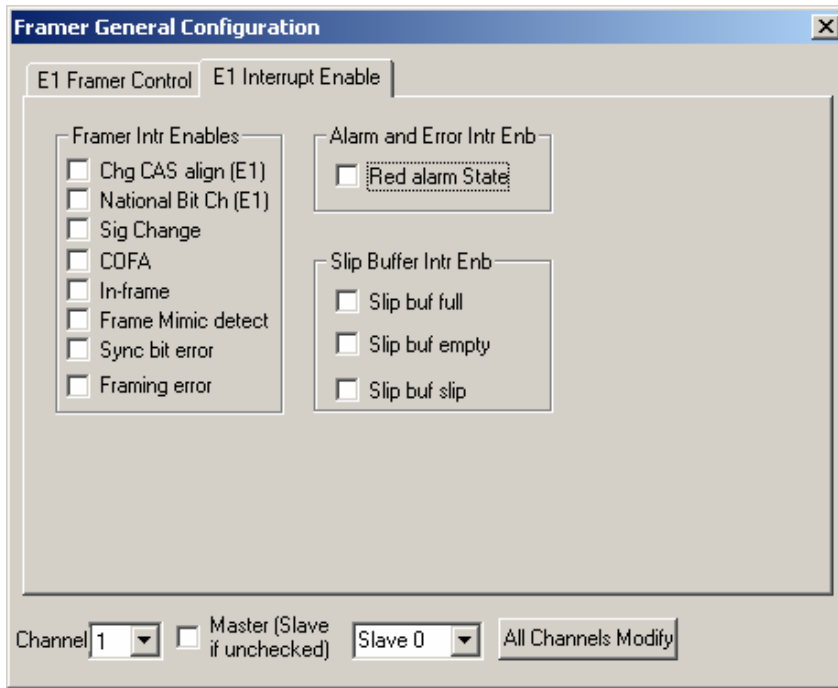 Framer General Configuration
E1 Framer Control
E1 Interrupt Enable
Framer Intr Enables
Chg CAS align (E1)
National Bit Ch (E1)
Sig Change
COFA
In-frame
Frame Mimic detect
Sync bit error
Framing error
Alarm and Error Intr Enb
Red alarm State
Slip Buffer Intr Enb
Slip buf full
Slip buf empty
Slip buf slip
Channel
1
Master (Slave
if unchecked)
Slave 0
All Channels Modify